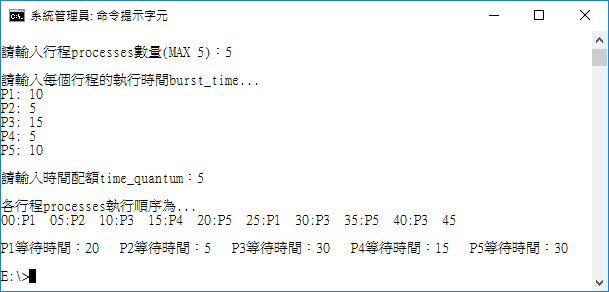 系統管理員: 命令提示字元
請輸入行程processes數量(MAX 5)：5
請輸入每個行程的執行時間burst_time...
P1: 10
P2: 5
P3: 15
P4: 5
P5: 10
請輸入時間配額time_quantum：5
各行程processes執行順序為...
00:P1  05:P2  10:P3  15:P4  20:P5  25:P1  30:P3  35:P5  40:P3  45
P1等待時間：20   P2等待時間：5   P3等待時間：30   P4等待時間：15   P5等待時間：30
E:\>